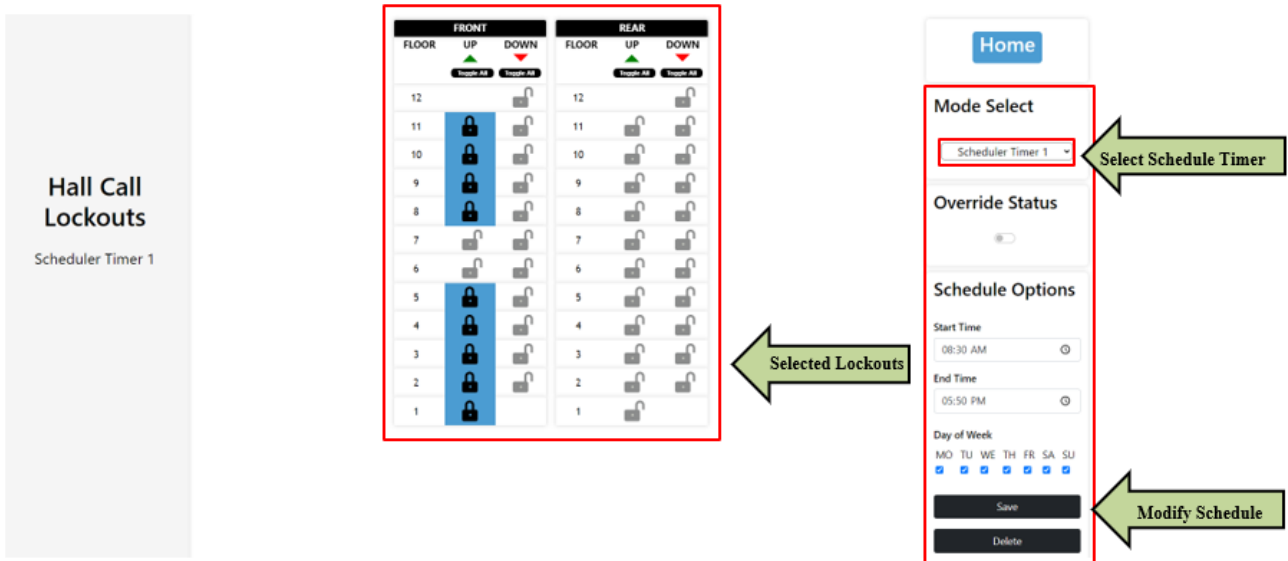 Hall Call
Lockouts
Scheduler Timer 1
FRONT
FLOOR UP DOWN
Toggle All Toggle All
12
11
10
9
8
7
6
5
4
3
2
1
REAR
FLOOR UP DOWN
Toggle All Toggle All
12
11
10
9
8
7
6
5
4
3
2
1
Selected Lockouts
Home
Mode Select
Scheduler Timer 1
Select Schedule Timer
Override Status
Schedule Options
Start Time
08:30 AM
End Time
05:50 PM
Day of Week
MO TU WE TH FR SA SU
Save
Modify Schedule
Delete